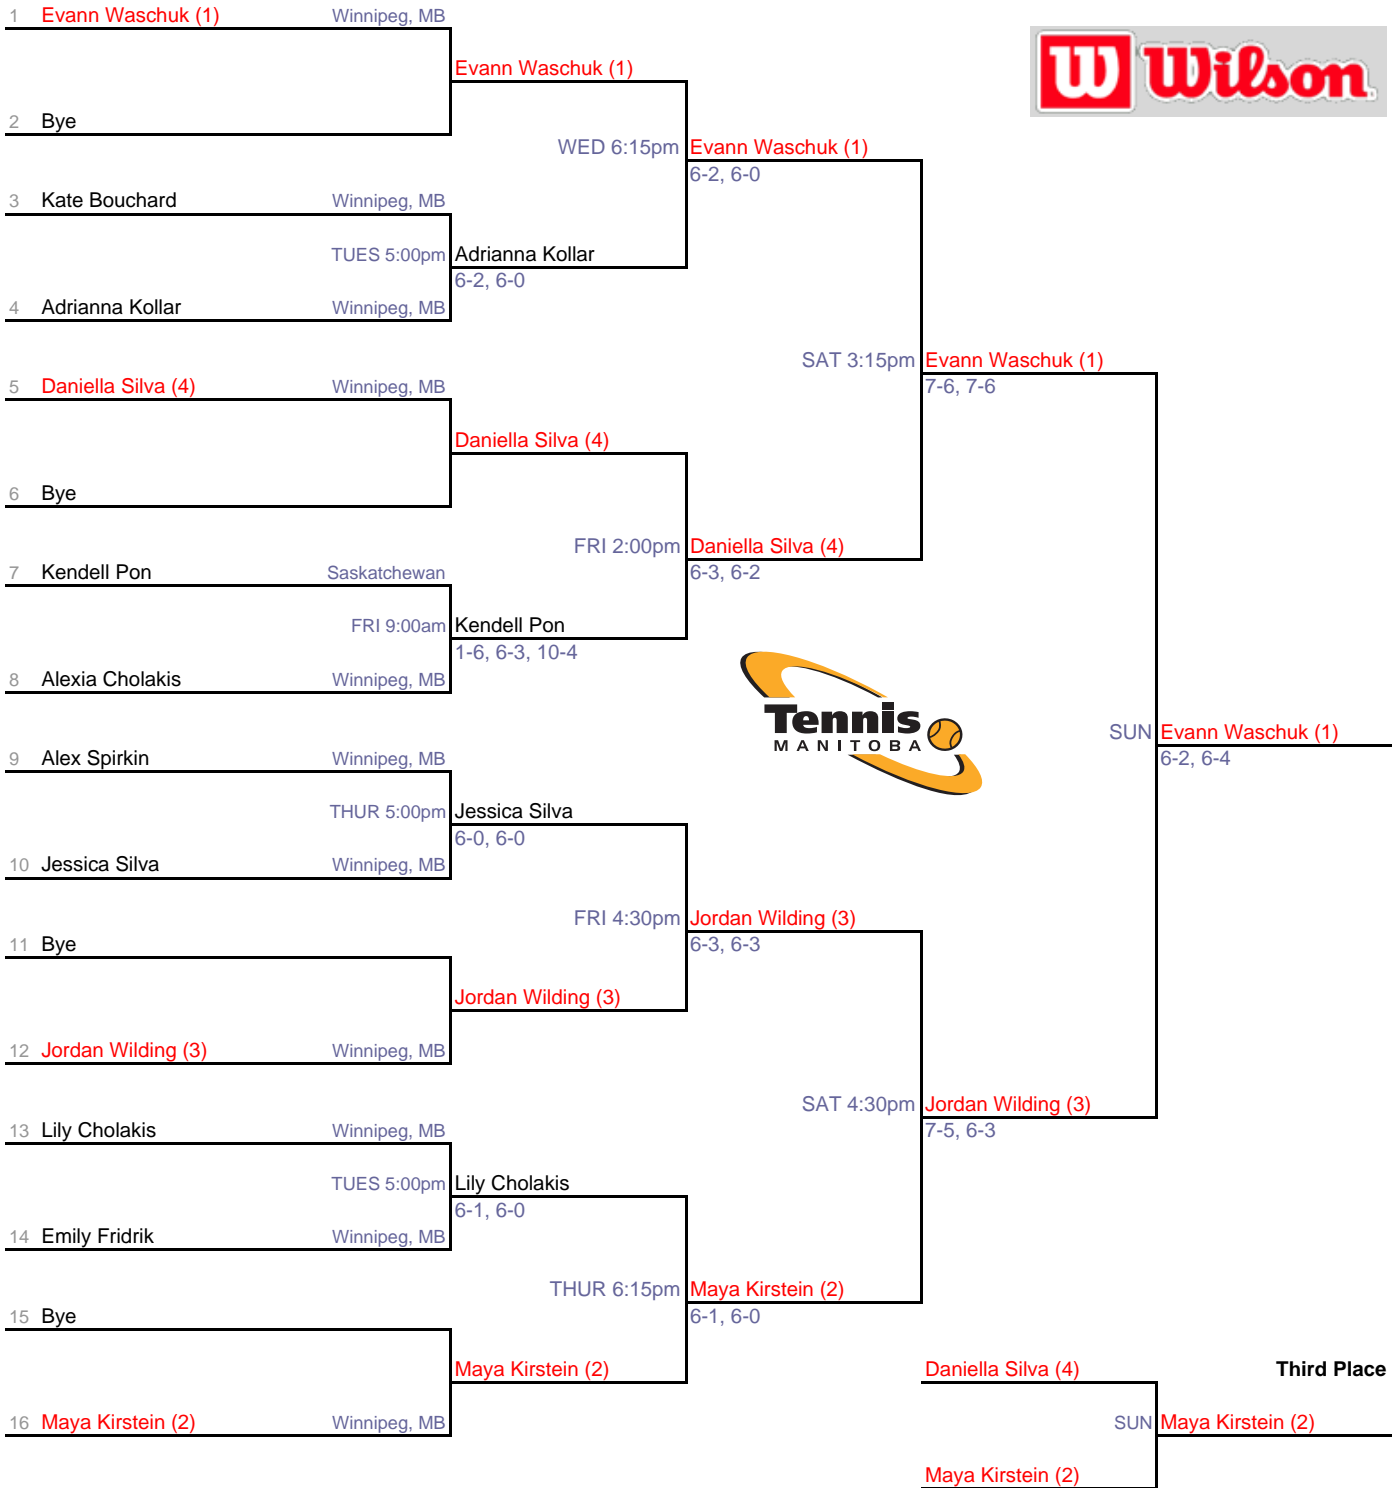 1 Evann Waschuk (1) Winnipeg, MB
Wilson
Evann Waschuk (1)
2 Bye
WED 6:15pm Evann Waschuk (1)
6-2, 6-0
3 Kate Bouchard Winnipeg, MB
TUES 5:00pm Adrianna Kollar
6-2, 6-0
4 Adrianna Kollar Winnipeg, MB
SAT 3:15pm Evann Waschuk (1)
7-6, 7-6
5 Daniella Silva (4) Winnipeg, MB
Daniella Silva (4)
6 Bye
FRI 2:00pm Daniella Silva (4)
6-3, 6-2
7 Kendell Pon Saskatchewan
FRI 9:00am Kendell Pon
1-6, 6-3, 10-4
8 Alexia Cholakis Winnipeg, MB
Tennis
MANITOBA
SUN Evann Waschuk (1)
6-2, 6-4
9 Alex Spirkin Winnipeg, MB
THUR 5:00pm Jessica Silva
6-0, 6-0
10 Jessica Silva Winnipeg, MB
FRI 4:30pm Jordan Wilding (3)
6-3, 6-3
11 Bye
Jordan Wilding (3)
12 Jordan Wilding (3) Winnipeg, MB
SAT 4:30pm Jordan Wilding (3)
7-5, 6-3
13 Lily Cholakis Winnipeg, MB
TUES 5:00pm Lily Cholakis
6-1, 6-0
14 Emily Fridrik Winnipeg, MB
THUR 6:15pm Maya Kirstein (2)
6-1, 6-0
15 Bye
Maya Kirstein (2)
Daniella Silva (4) Third Place
16 Maya Kirstein (2) Winnipeg, MB
SUN Maya Kirstein (2)
Maya Kirstein (2)